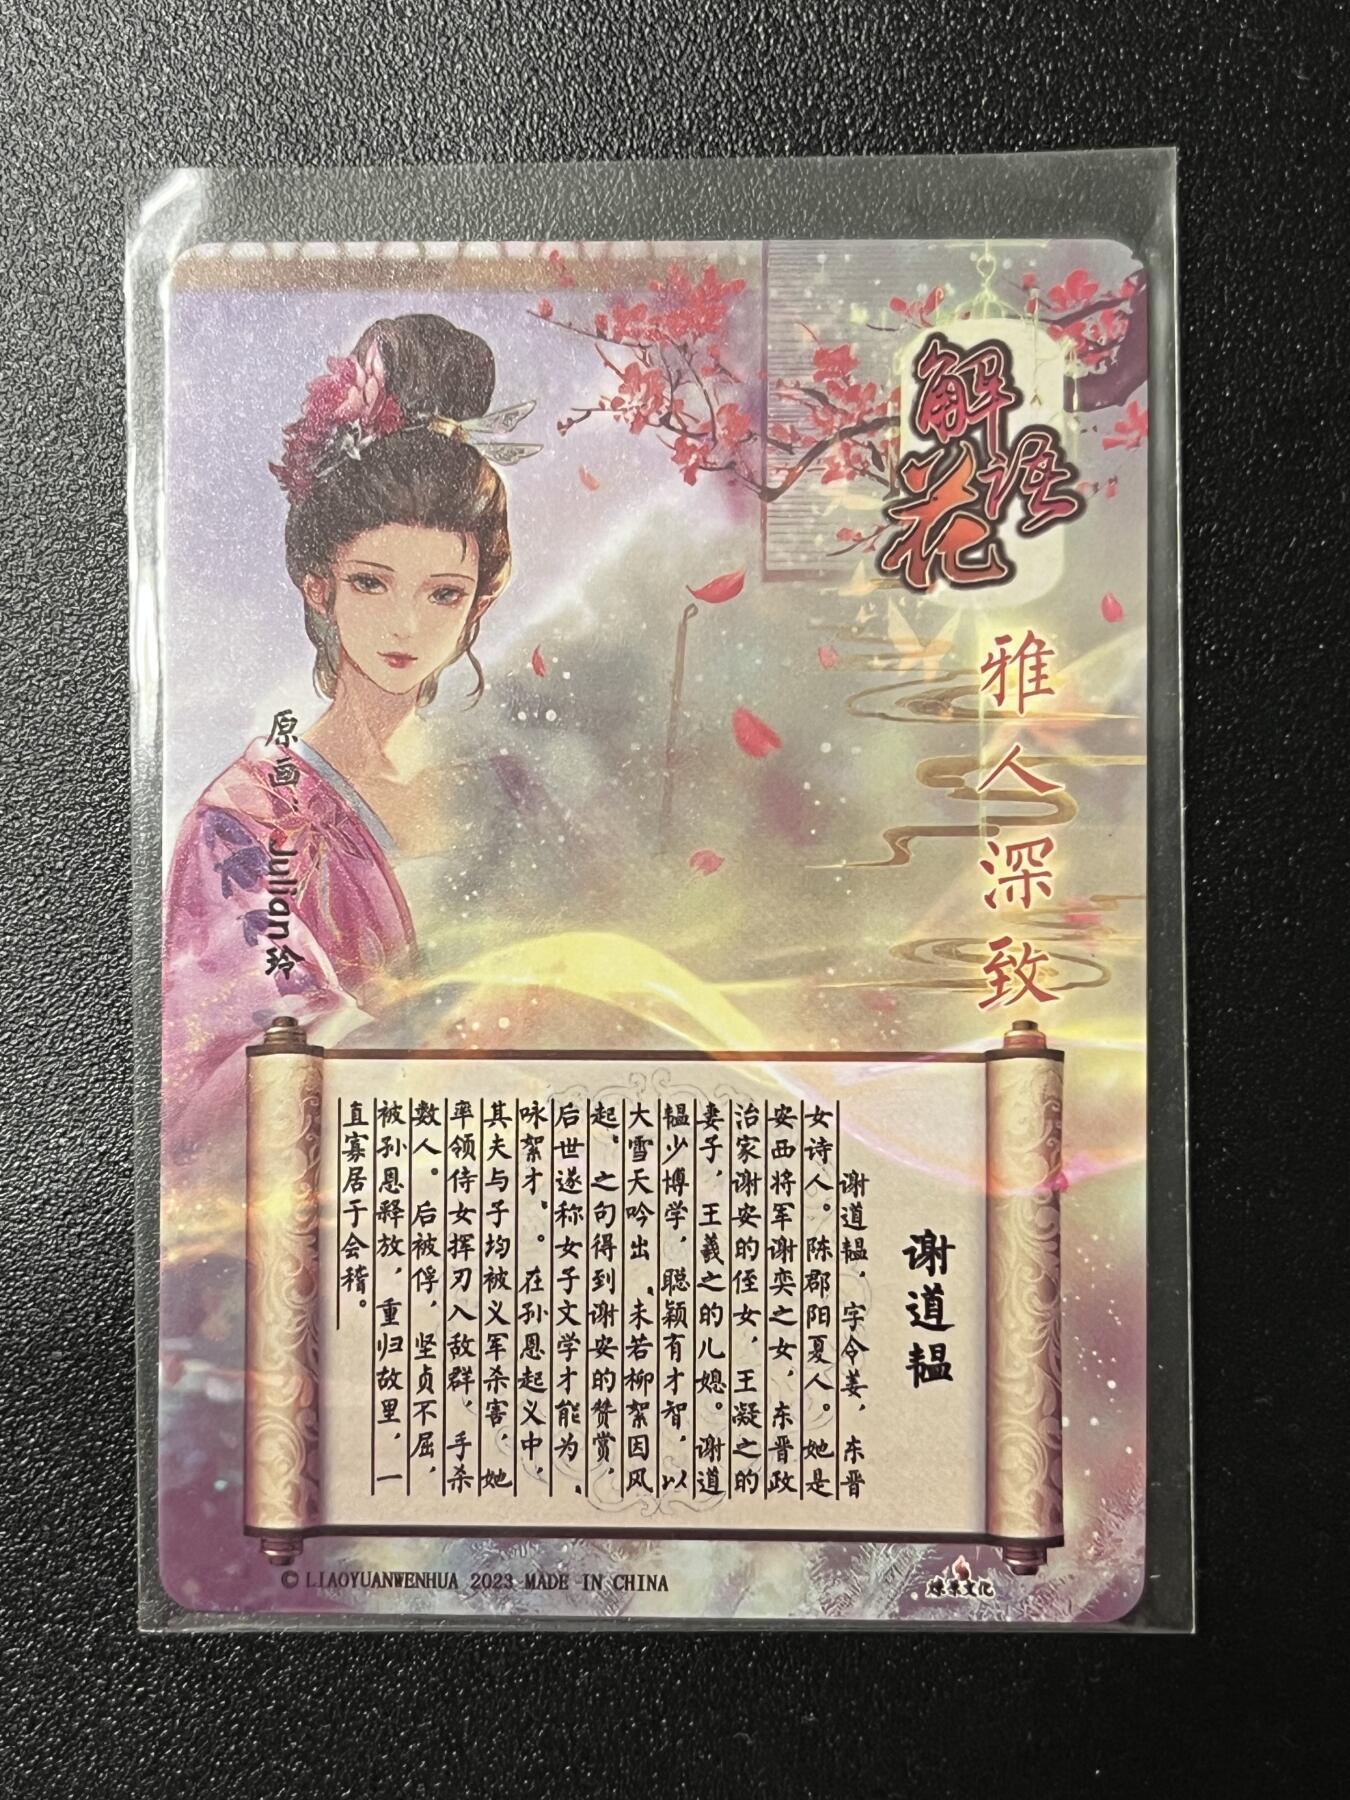 解语花
雅人深致
原画：Julian玲
谢道韫
谢道韫，字令姜，东晋
女诗人。陈郡阳夏人。她是
安西将军谢奕之女，东晋政
治家谢安的侄女，王凝之的
妻子，王羲之的儿媳。谢道
韫少博学，聪颖有才智，以
大雪天吟出‘未若柳絮因风
起’之句得到谢安的赞赏，
后世遂称女子文学才能为‘
咏絮才’。在孙恩起义中，
其夫与子均被义军杀害，她
率领侍女挥刃入敌群，手杀
数人。后被俘，坚贞不屈，
被孙恩释放，重归故里，一
直寡居于会稽。
© LIAOYUANWENHUA 2023 MADE IN CHINA
燎原文化